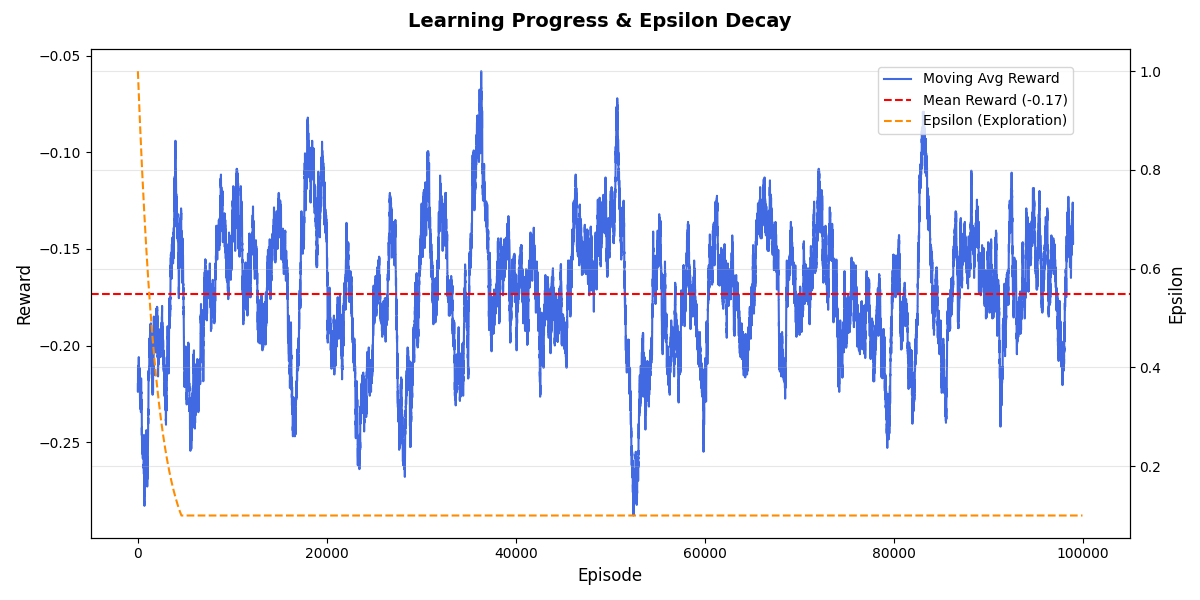 Learning Progress & Epsilon Decay
Moving Avg Reward
Mean Reward (-0.17)
Epsilon (Exploration)
Reward
−0.05
−0.10
−0.15
−0.20
−0.25
1.0
0.8
0.6
0.4
0.2
Epsilon
0 20000 40000 60000 80000 100000
Episode